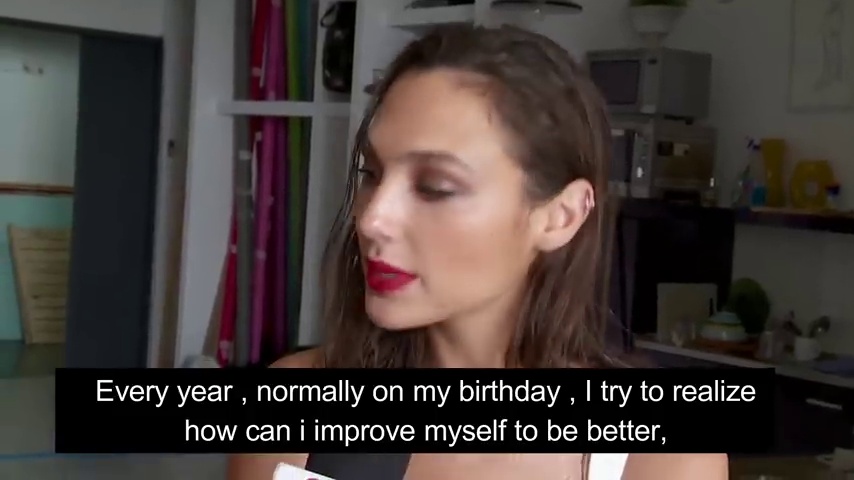 Every year , normally on my birthday , I try to realize
how can i improve myself to be better,